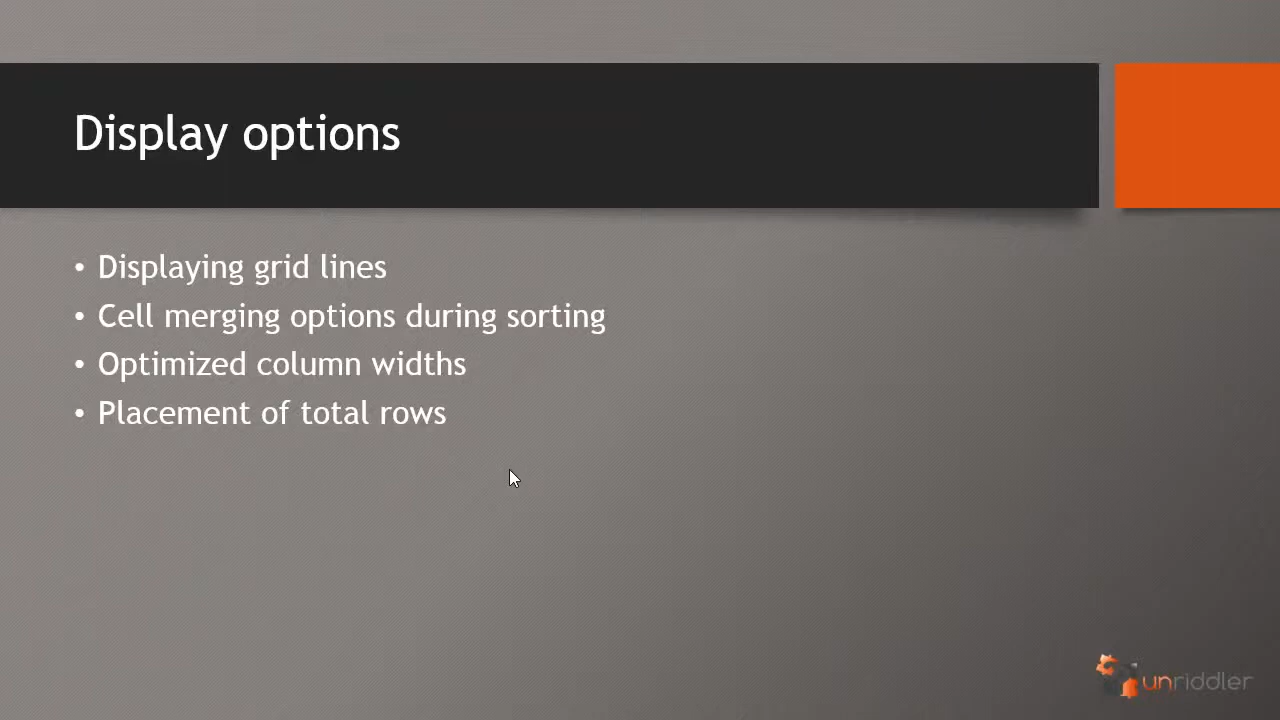 Display options
• Displaying grid lines
• Cell merging options during sorting
• Optimized column widths
• Placement of total rows
unriddler